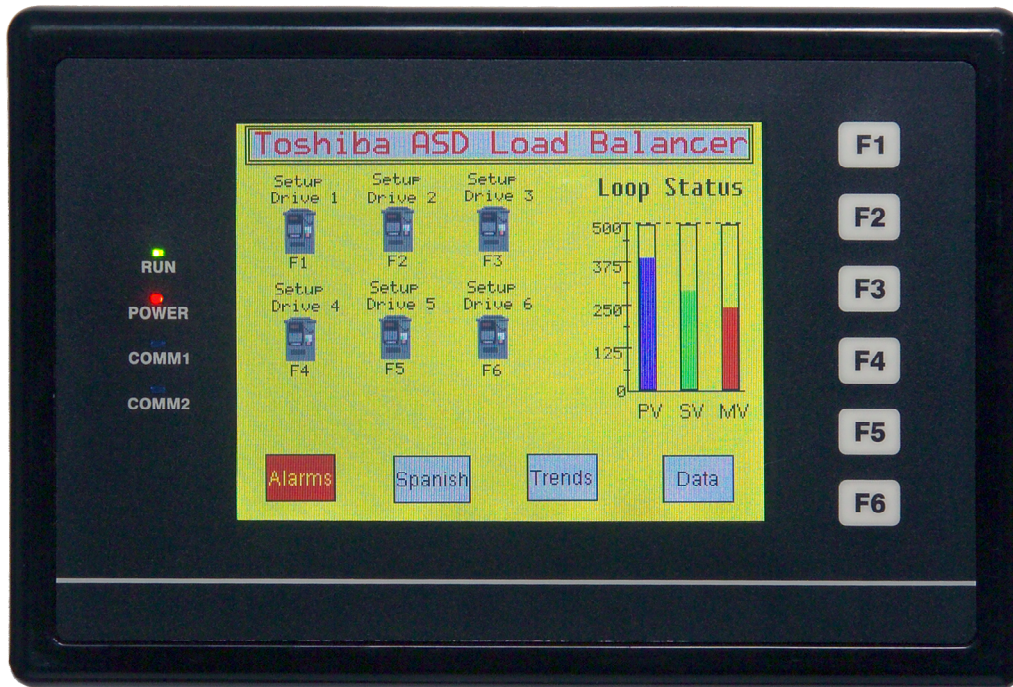 Toshiba ASD Load Balancer
Setup Drive 1
F1
Setup Drive 2
F2
Setup Drive 3
F3
Setup Drive 4
F4
Setup Drive 5
F5
Setup Drive 6
F6
Loop Status
500
375
250
125
0
PV SV MV
Alarms
Spanish
Trends
Data
RUN
POWER
COMM1
COMM2
F1
F2
F3
F4
F5
F6